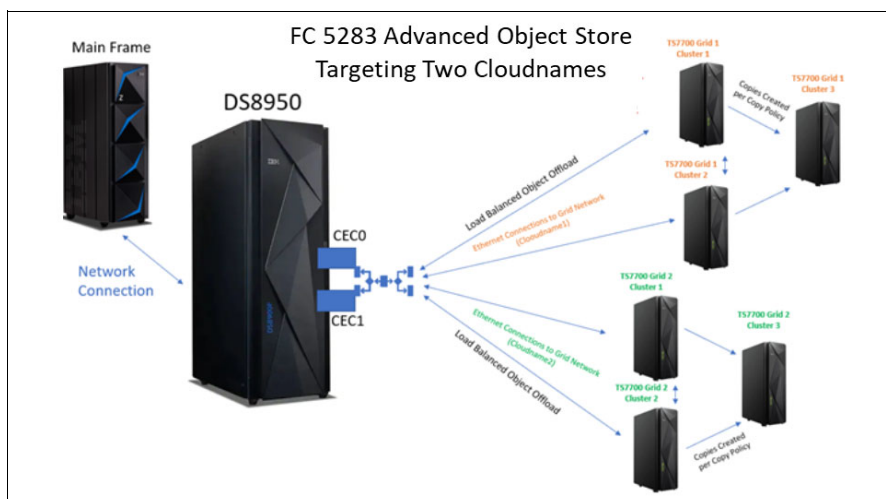 FC 5283 Advanced Object Store
Targeting Two Cloudnames
Main Frame
DS8950
CEC0
CEC1
Network
Connection
Load Balanced Object Offload
Ethernet Connections to Grid Network
(Cloudname1)
Ethernet Connections to Grid Network
(Cloudname2)
Load Balanced Object Offload
TS7700 Grid 1
Cluster 1
Copies Created
per Copy Policy
TS7700 Grid 1
Cluster 3
TS7700 Grid 1
Cluster 2
TS7700 Grid 2
Cluster 1
TS7700 Grid 2
Cluster 3
TS7700 Grid 2
Cluster 2
Copies Created
per Copy Policy
IBM
Z
DS8950F